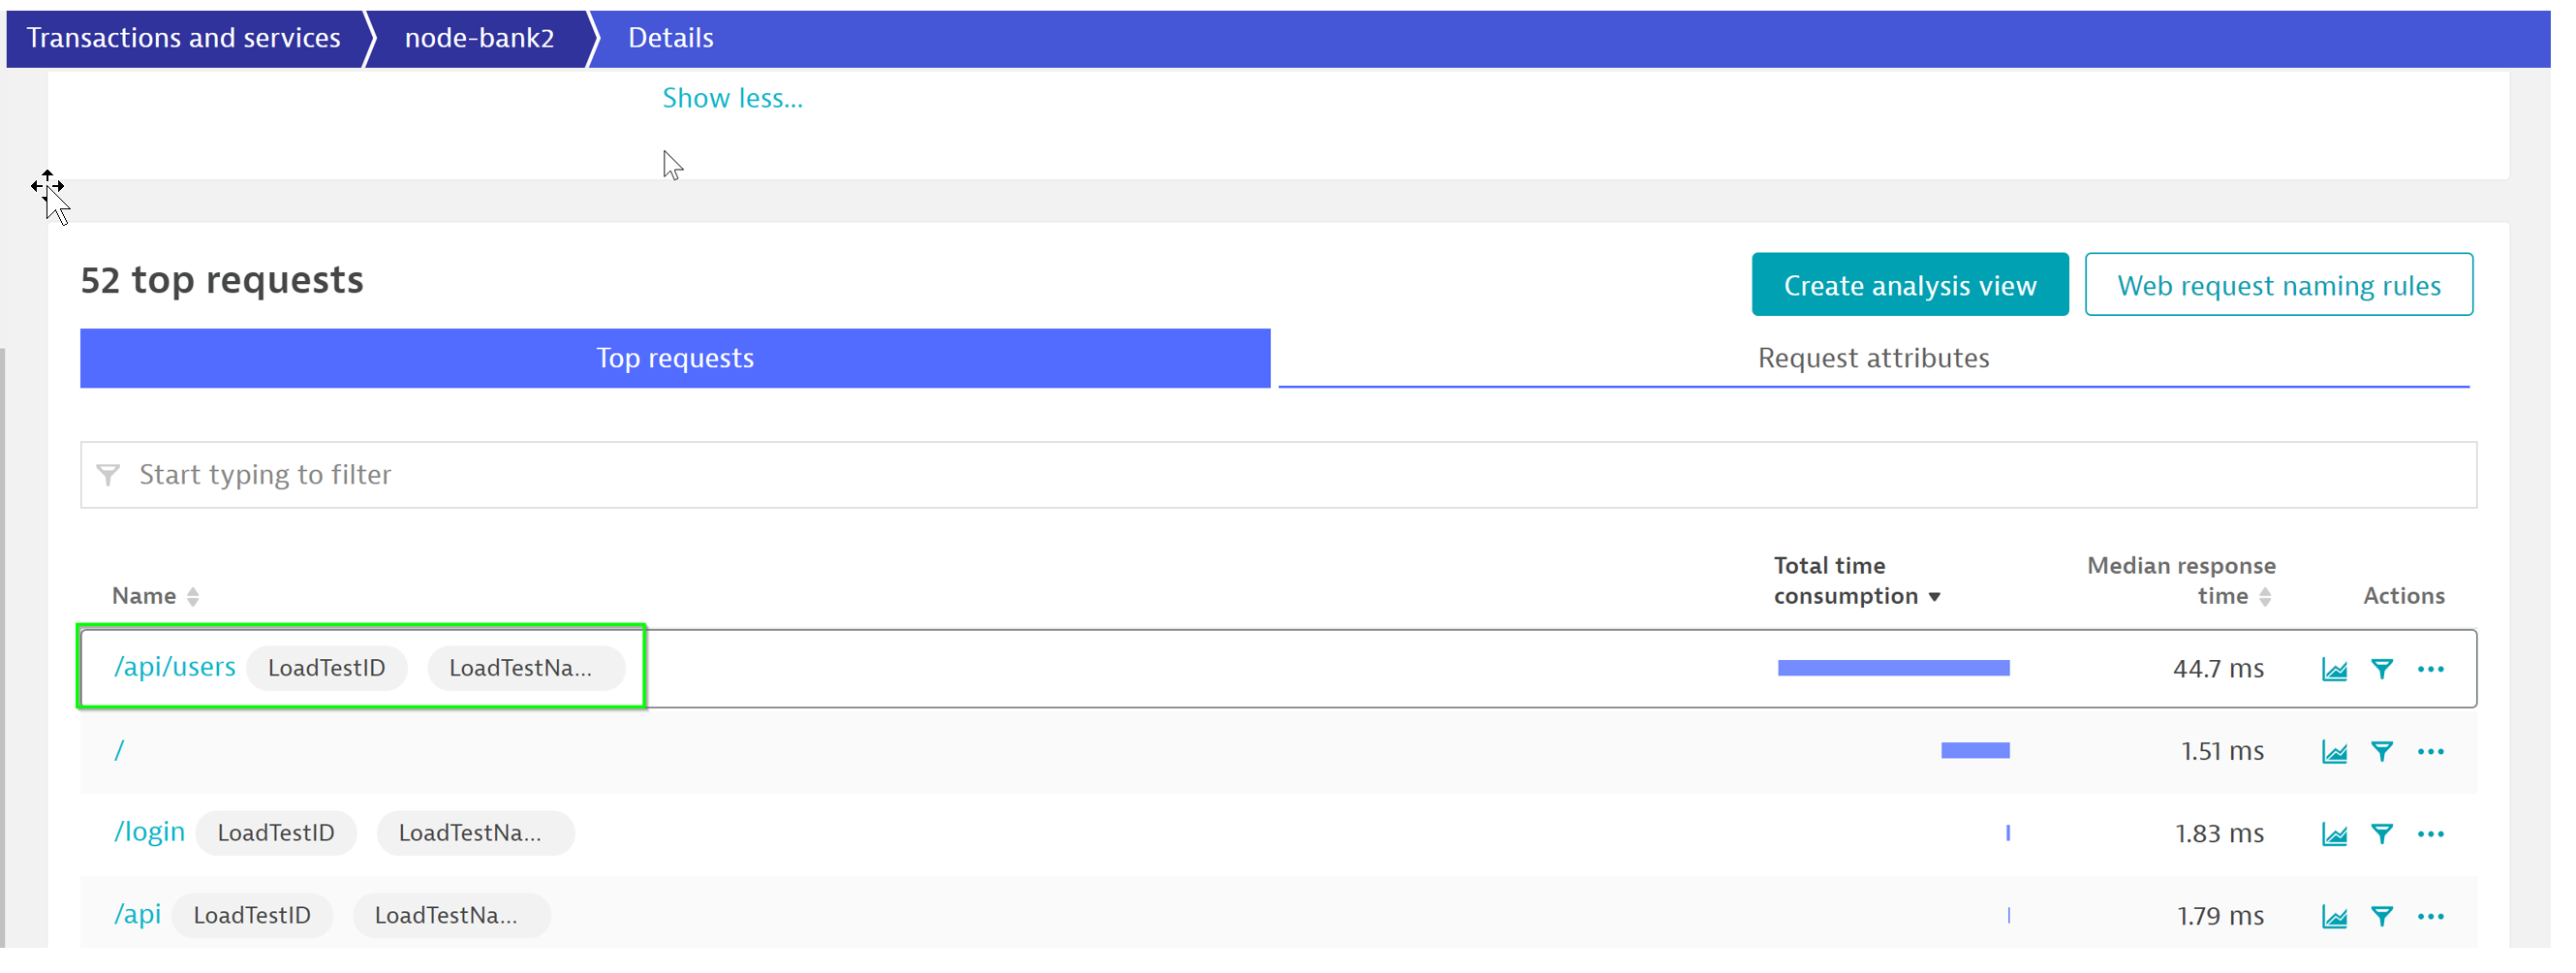 Transactions and services node-bank2 Details
Show less...
52 top requests
Create analysis view Web request naming rules
Top requests Request attributes
Start typing to filter
Name Total time consumption Median response time Actions
/api/users LoadTestID LoadTestNa... 44.7 ms
/ 1.51 ms
/login LoadTestID LoadTestNa... 1.83 ms
/api LoadTestID LoadTestNa... 1.79 ms